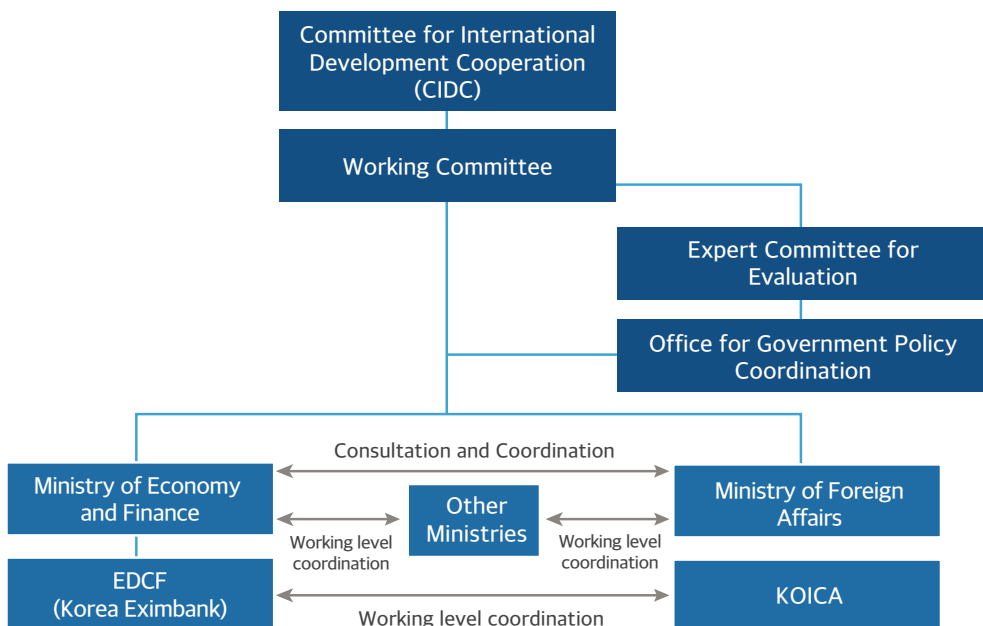 Committee for International
Development Cooperation
(CIDC)
Working Committee
Expert Committee for
Evaluation
Office for Government Policy
Coordination
Consultation and Coordination
Ministry of Economy
and Finance
Other
Ministries
Ministry of Foreign
Affairs
Working level
coordination
Working level
coordination
EDCF
(Korea Eximbank)
KOICA
Working level coordination